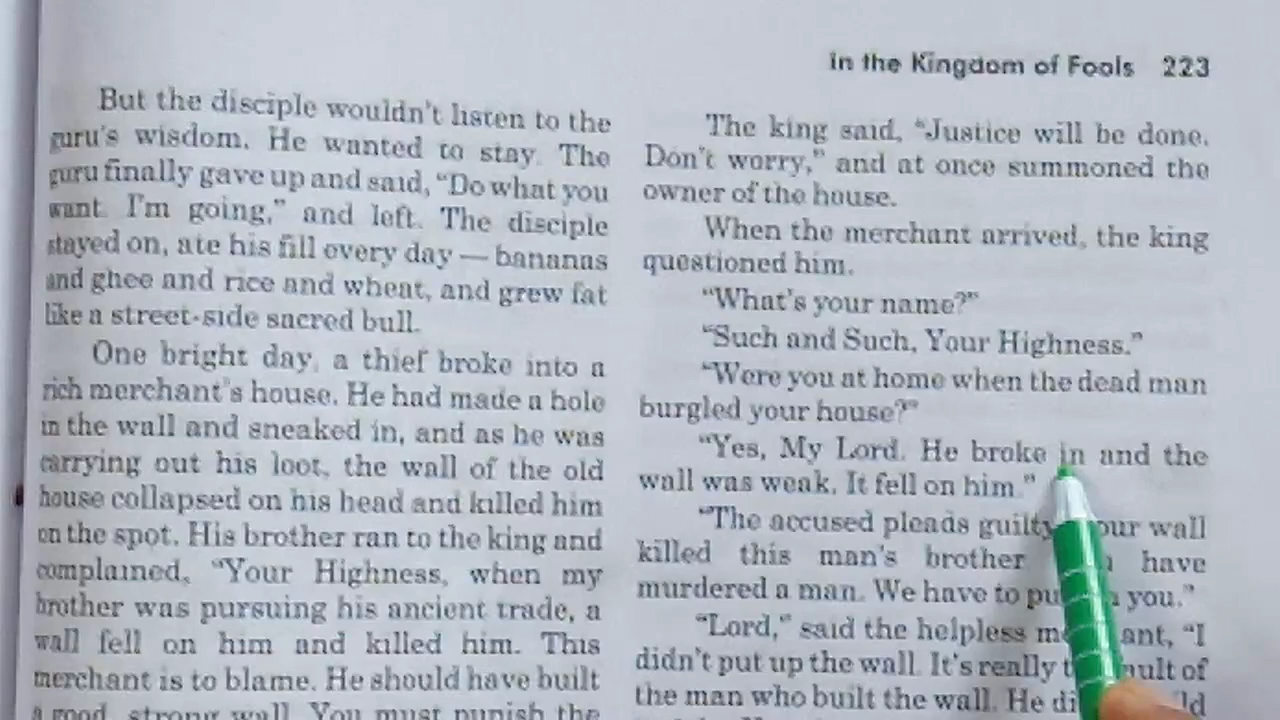 in the Kingdom of Fools 223
But the disciple wouldn't listen to the
guru's wisdom. He wanted to stay. The
guru finally gave up and said, "Do what you
want. I'm going," and left. The disciple
stayed on, ate his fill every day — bananas
and ghee and rice and wheat, and grew fat
like a street-side sacred bull.
One bright day, a thief broke into a
rich merchant's house. He had made a hole
in the wall and sneaked in, and as he was
carrying out his loot, the wall of the old
house collapsed on his head and killed him
on the spot. His brother ran to the king and
complained, "Your Highness, when my
brother was pursuing his ancient trade, a
wall fell on him and killed him. This
merchant is to blame. He should have built
a good, strong wall. You must punish the
The king said, "Justice will be done.
Don't worry," and at once summoned the
owner of the house.
When the merchant arrived, the king
questioned him.
"What's your name?"
"Such and Such, Your Highness."
"Were you at home when the dead man
burgled your house?"
"Yes, My Lord. He broke in and the
wall was weak. It fell on him."
"The accused pleads guilty. Your wall
killed this man's brother. have
murdered a man. We have to you."
"Lord," said the helpless merchant, "I
didn't put up the wall. It's really fault of
the man who built the wall. He